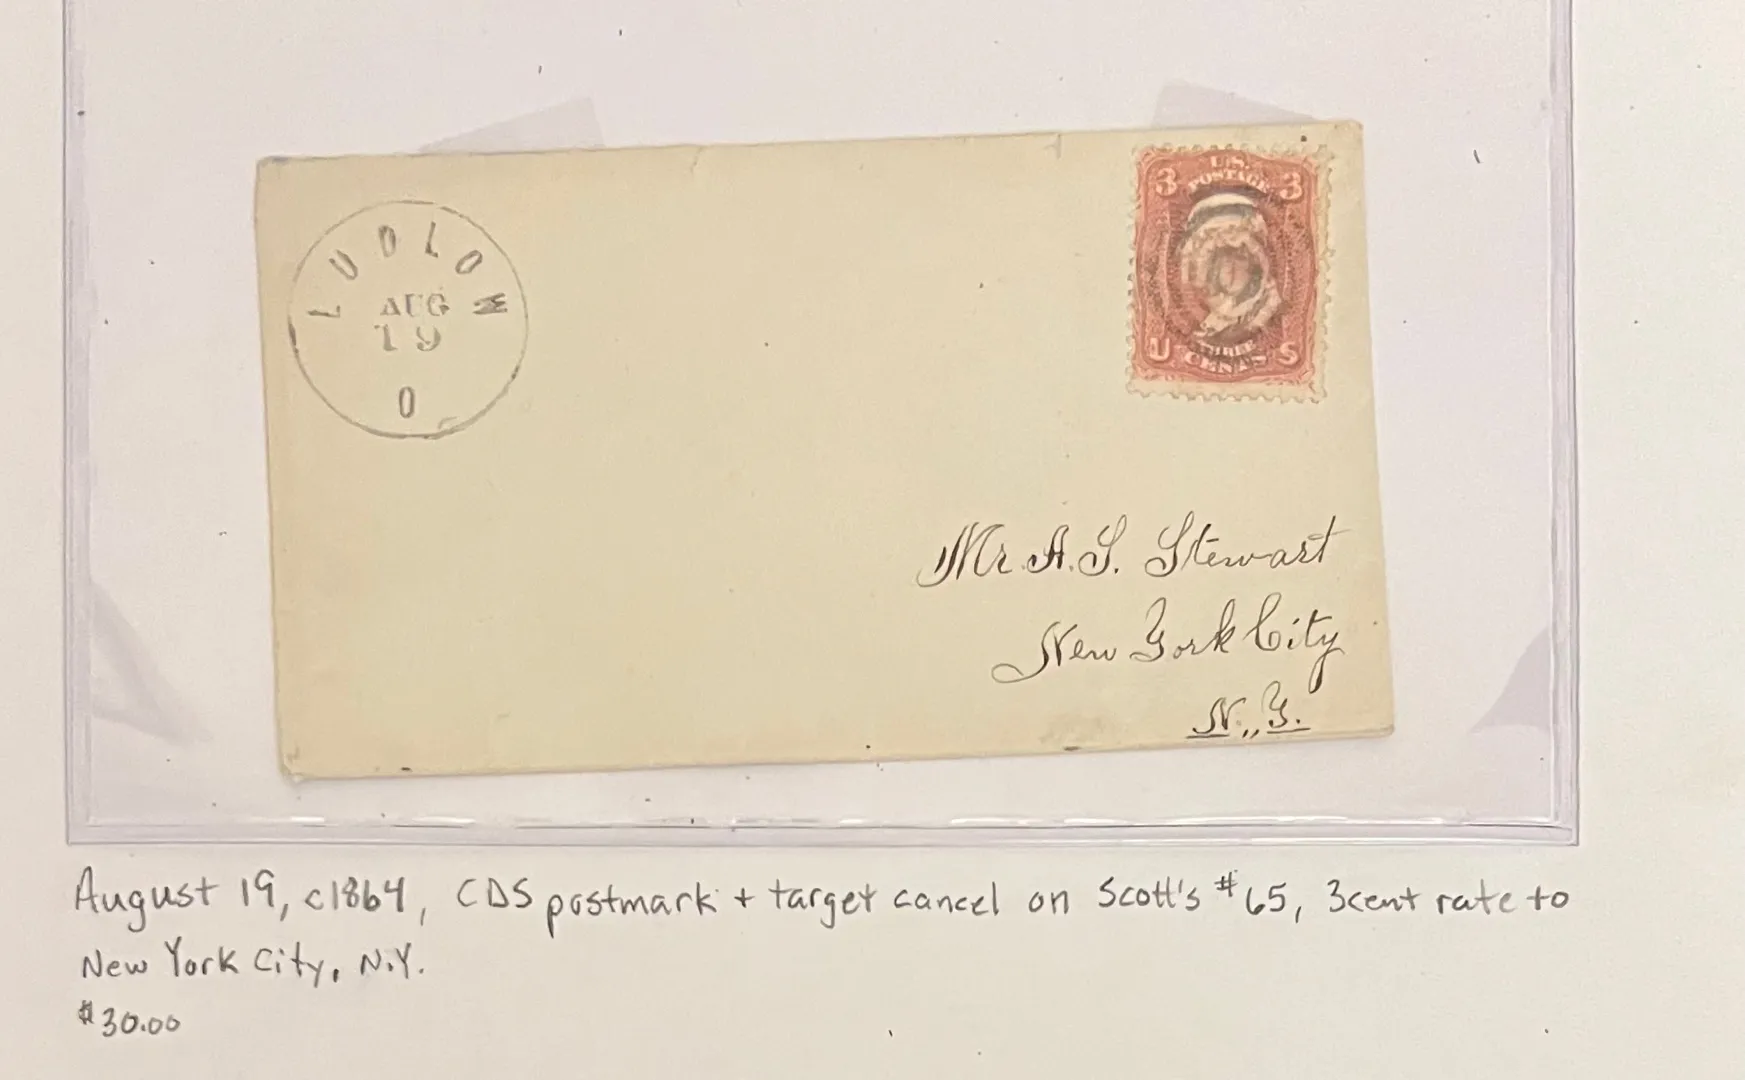 LUDLOW
AUG
19
O
U.S.
POSTAGE
3 3
THREE
U CENTS S
Mr. A. S. Stewart
New York City
N.,, Y.
August 19, c1864, CDS postmark + target cancel on Scott's #65, 3cent rate to
New York City, N.Y.
$30.00